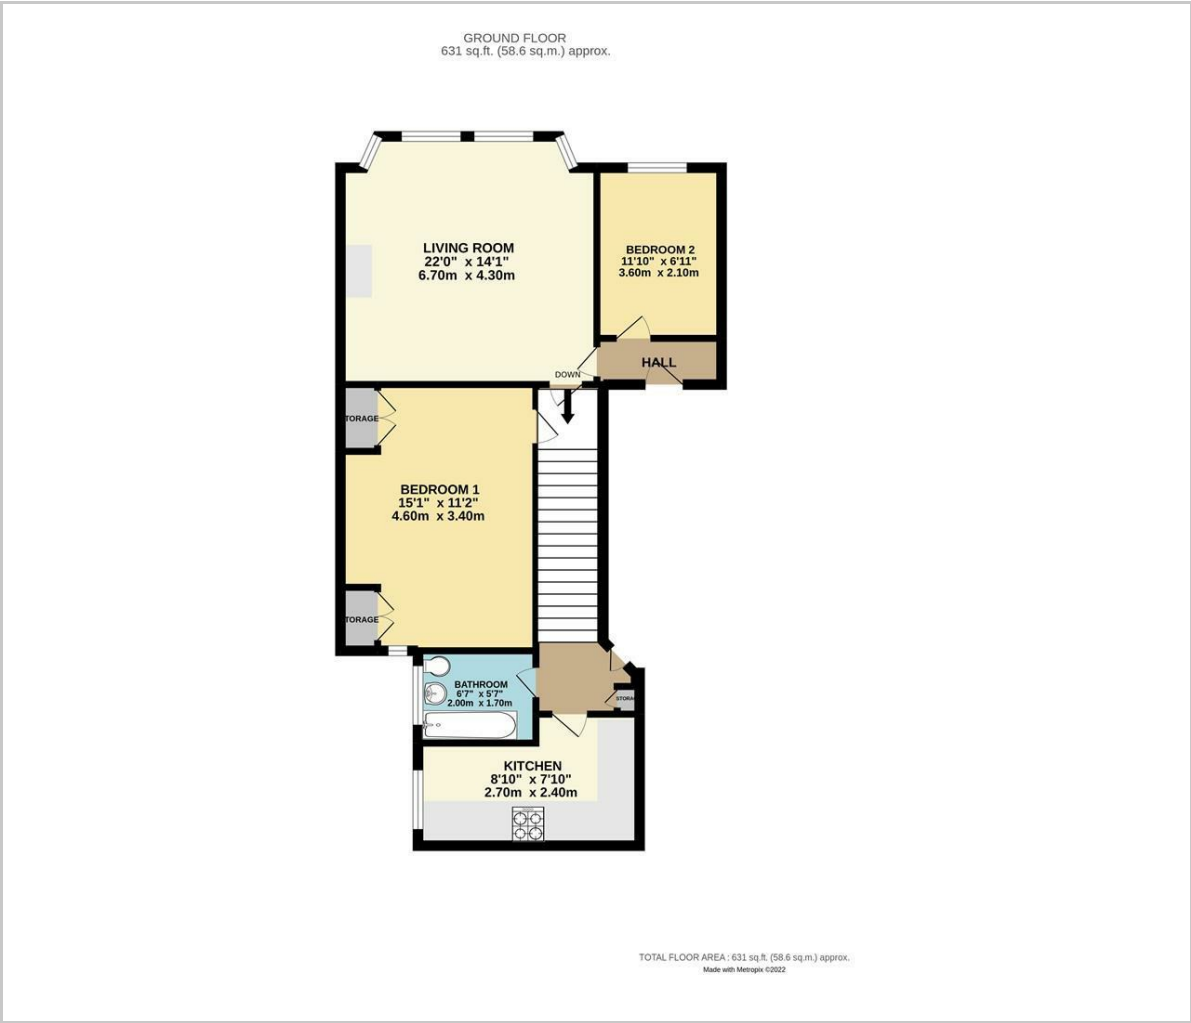 GROUND FLOOR
631 sq.ft. (58.6 sq.m.) approx.
LIVING ROOM
22'0" x 14'1"
6.70m x 4.30m
BEDROOM 2
11'10" x 6'11"
3.60m x 2.10m
HALL
DOWN
TORAGE
BEDROOM 1
15'1" x 11'2"
4.60m x 3.40m
TORAGE
BATHROOM
6'7" x 5'7"
2.00m x 1.70m
STORA
KITCHEN
8'10" x 7'10"
2.70m x 2.40m
TOTAL FLOOR AREA : 631 sq.ft. (58.6 sq.m.) approx.
Made with Metropix ©2022